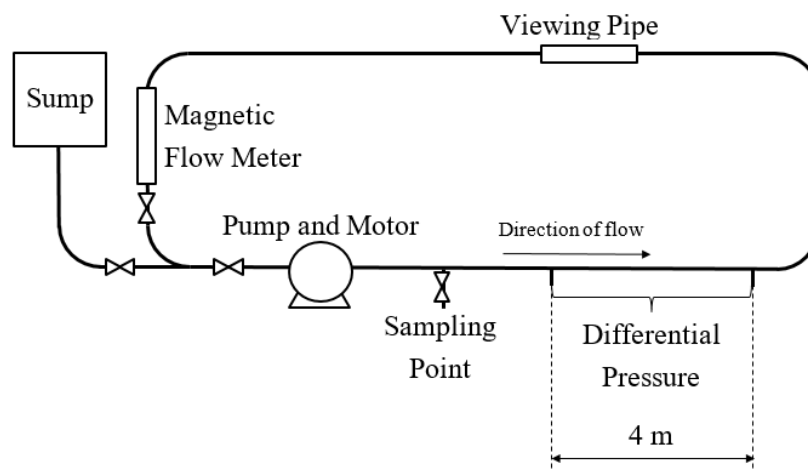 Viewing Pipe
Sump
Magnetic
Flow Meter
Pump and Motor
Direction of flow
Sampling
Point
Differential
Pressure
4 m